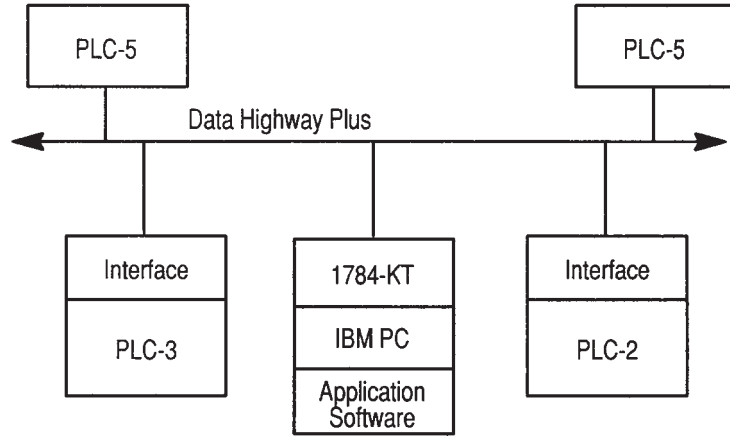 PLC-5
PLC-5
Data Highway Plus
Interface
PLC-3
1784-KT
IBM PC
Application
Software
Interface
PLC-2